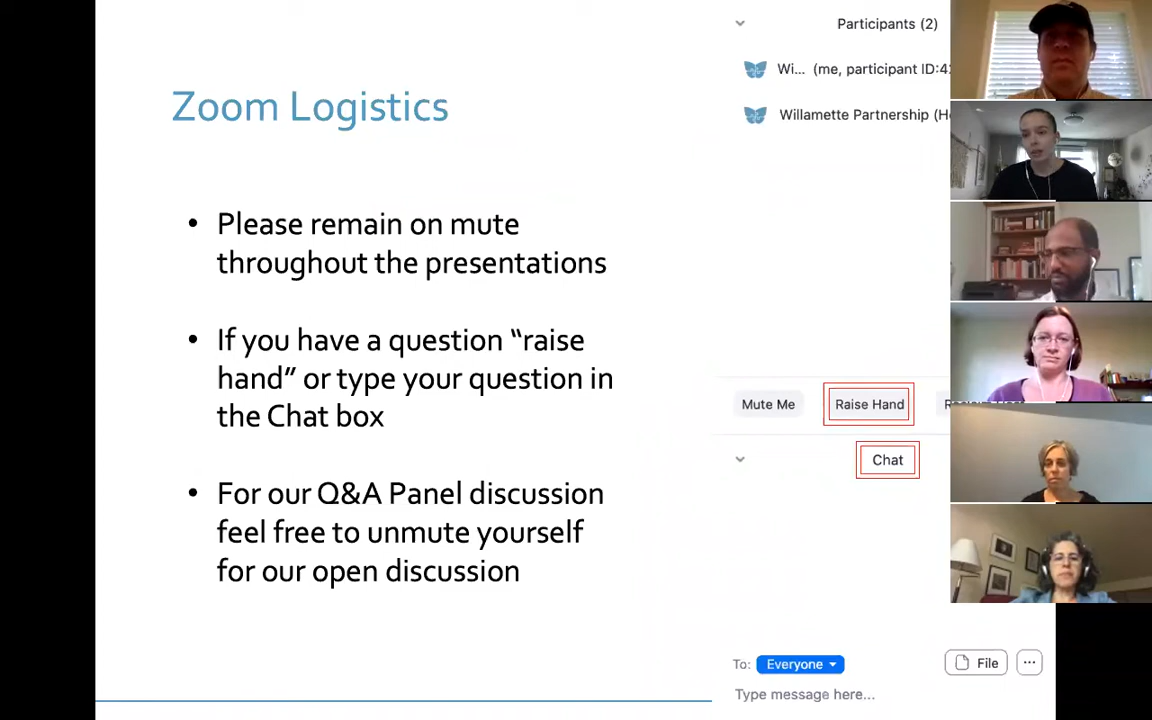 Zoom Logistics
• Please remain on mute
throughout the presentations
• If you have a question “raise
hand” or type your question in
the Chat box
• For our Q&A Panel discussion
feel free to unmute yourself
for our open discussion
Participants (2)
Wi... (me, participant ID:42
Willamette Partnership (Ho
Mute Me
Raise Hand
Chat
To: Everyone
File
...
Type message here...